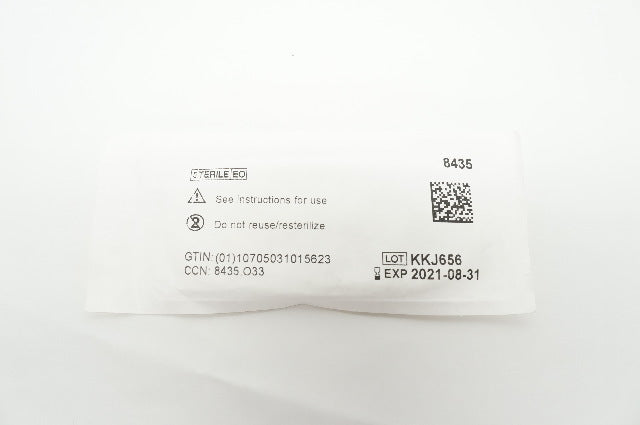 8435
STERILE EO
See instructions for use
Do not reuse/resterilize
GTIN: (01)10705031015623
CCN: 8435.O33
LOT KKJ656
EXP 2021-08-31